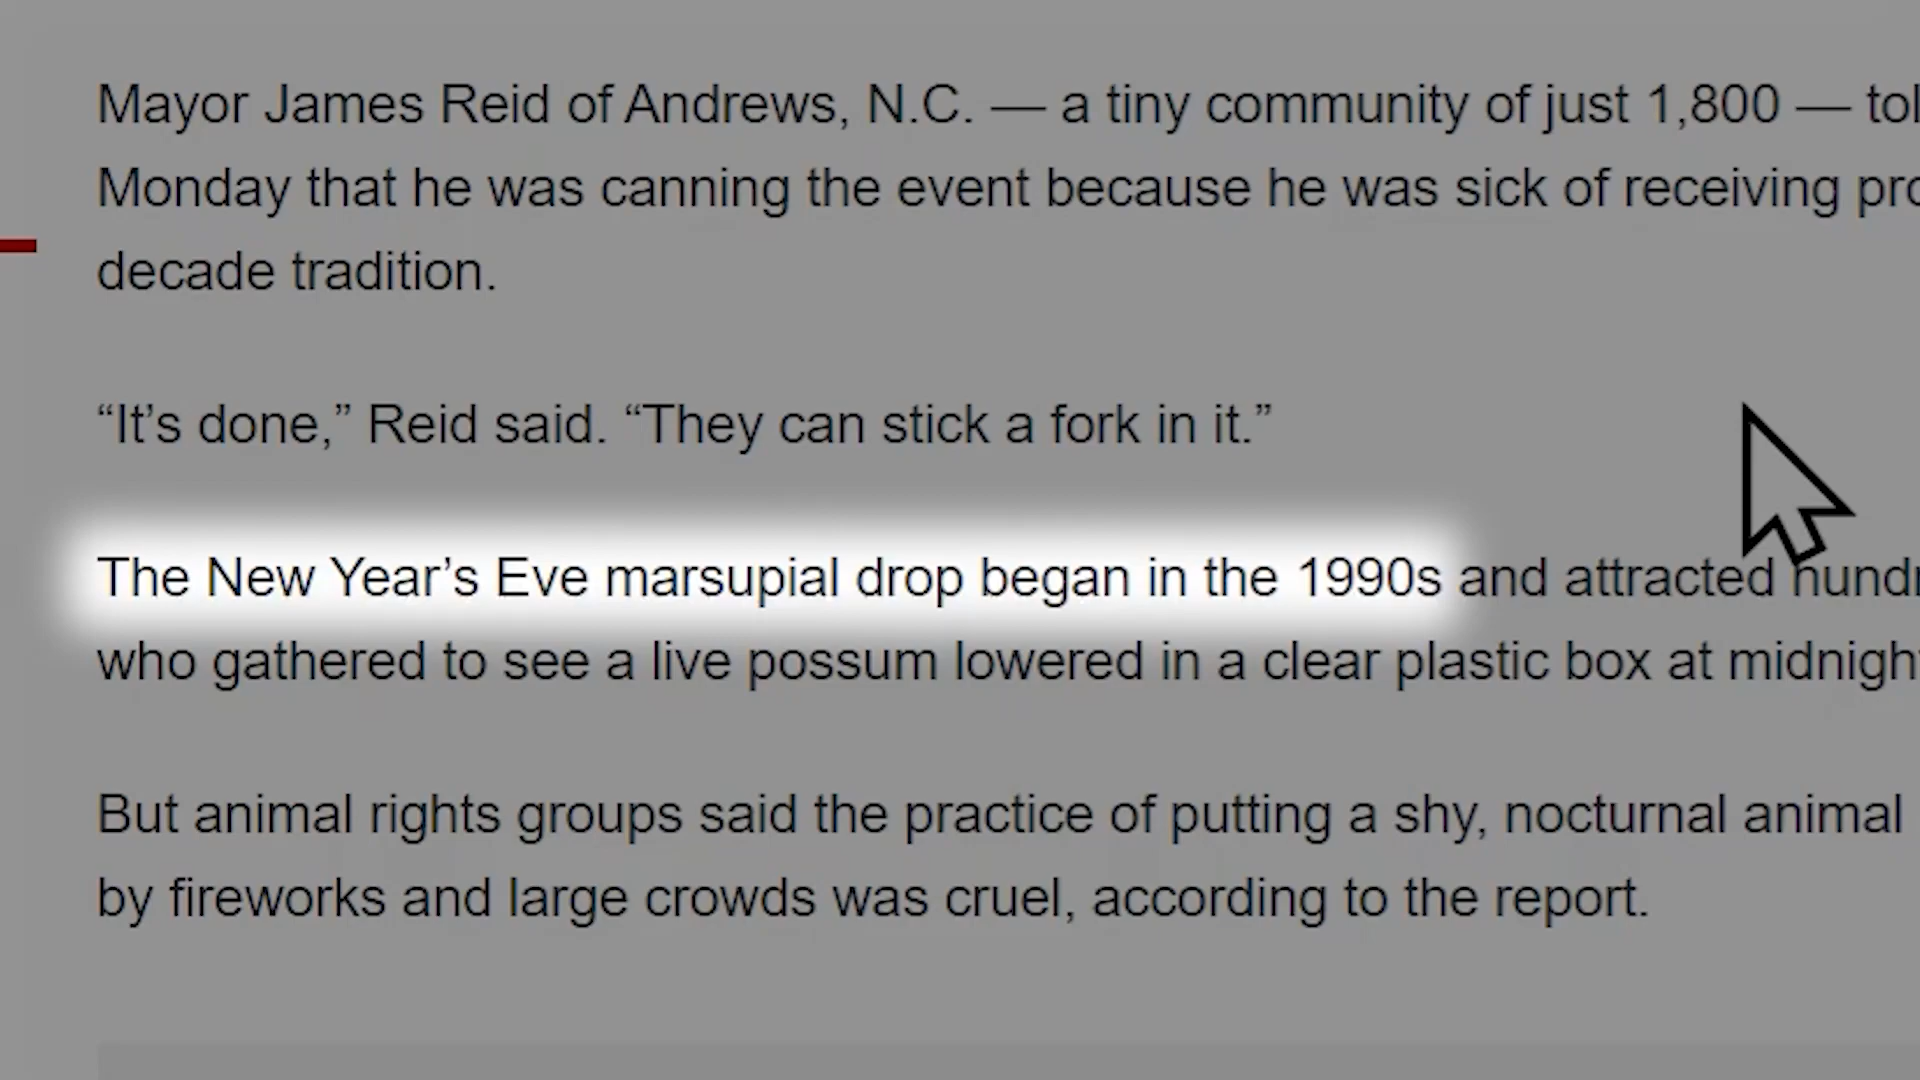 Mayor James Reid of Andrews, N.C. — a tiny community of just 1,800 —
Monday that he was canning the event because he was sick of receiving
decade tradition.
“It’s done,” Reid said. “They can stick a fork in it.”
The New Year’s Eve marsupial drop began in the 1990s and attracted
who gathered to see a live possum lowered in a clear plastic box at
But animal rights groups said the practice of putting a shy, nocturnal animal
by fireworks and large crowds was cruel, according to the report.